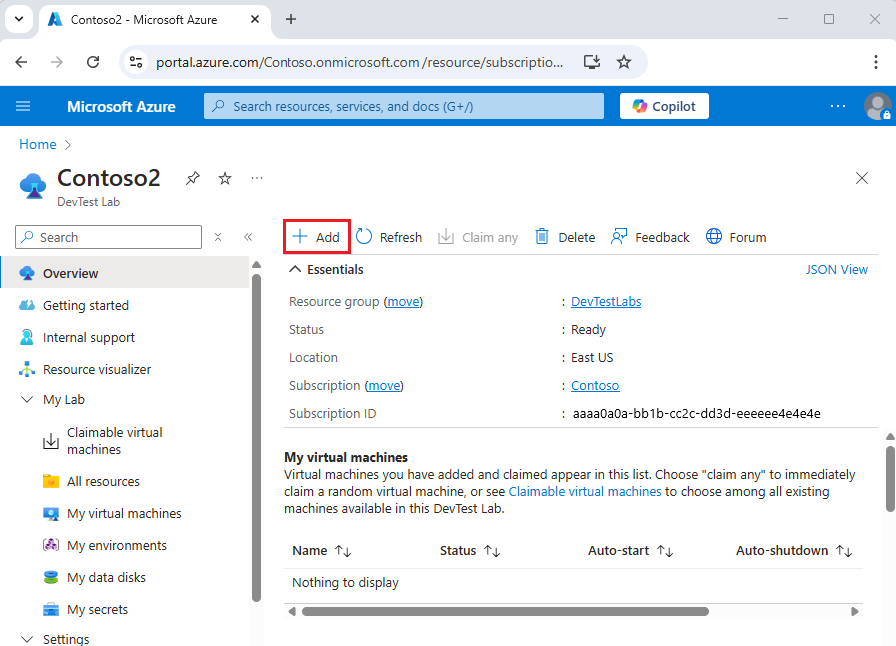 Contoso2 - Microsoft Azure
portal.azure.com/Contoso.onmicrosoft.com/resource/subscriptio...
Microsoft Azure
Search resources, services, and docs (G+/)
Copilot
Home
Contoso2
DevTest Lab
Search
Add
Refresh
Claim any
Delete
Feedback
Forum
Overview
Getting started
Internal support
Resource visualizer
My Lab
Claimable virtual
machines
All resources
My virtual machines
My environments
My data disks
My secrets
Settings
Essentials
JSON View
Resource group (move) : DevTestLabs
Status : Ready
Location : East US
Subscription (move) : Contoso
Subscription ID : aaaa0a0a-bb1b-cc2c-dd3d-eeeeee4e4e4e
My virtual machines
Virtual machines you have added and claimed appear in this list. Choose "claim any" to immediately
claim a random virtual machine, or see Claimable virtual machines to choose among all existing
machines available in this DevTest Lab.
Name Status Auto-start Auto-shutdown
Nothing to display